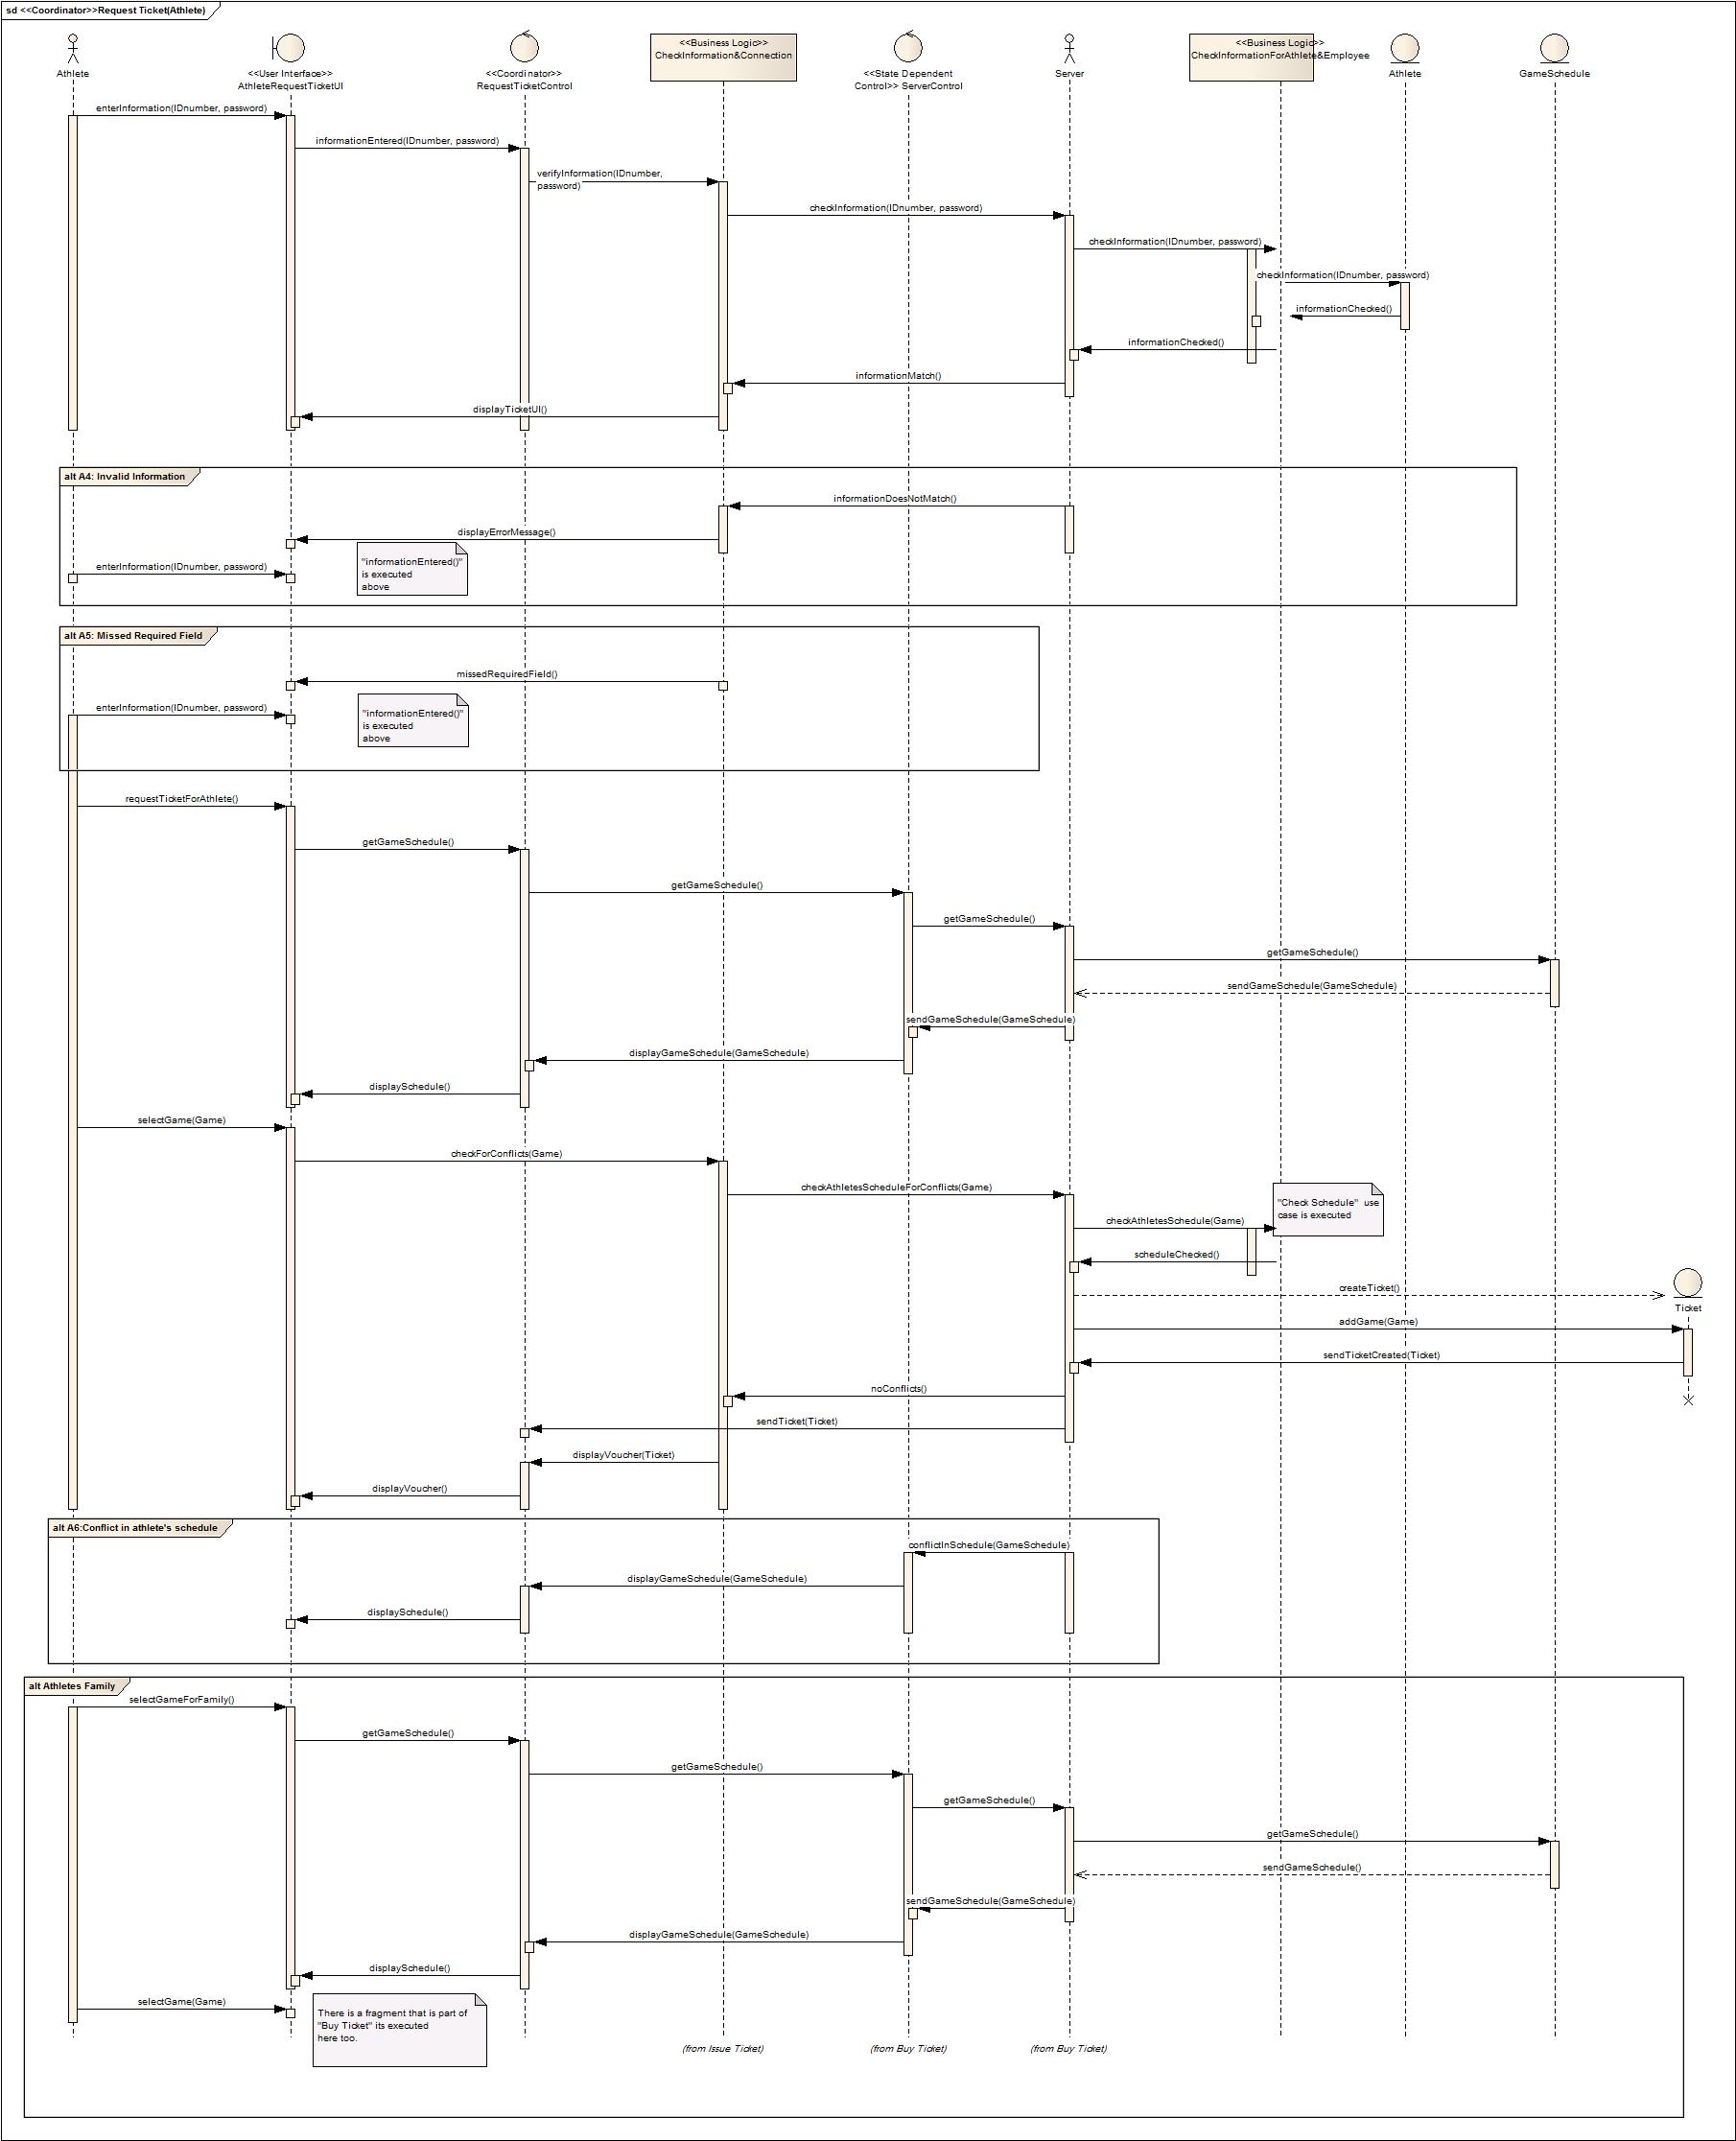 sd <<Coordinator>>Request Ticket(Athlete)
Athlete
<<User Interface>>
AthleteRequestTicketUI
<<Coordinator>>
RequestTicketControl
<<Business Logic>>
CheckInformation&Connection
<<State Dependent
Control>> ServerControl
Server
<<Business Logic>>
CheckInformationForAthlete&Employee
Athlete
GameSchedule
enterInformation(IDnumber, password)
informationEntered(IDnumber, password)
verifyInformation(IDnumber,
password)
checkInformation(IDnumber, password)
checkInformation(IDnumber, password)
checkInformation(IDnumber, password)
informationChecked()
informationChecked()
informationMatch()
displayTicketUI()
alt A4: Invalid Information
informationDoesNotMatch()
displayErrorMessage()
"informationEntered()"
is executed
above
enterInformation(IDnumber, password)
alt A5: Missed Required Field
missedRequiredField()
enterInformation(IDnumber, password)
"informationEntered()"
is executed
above
requestTicketForAthlete()
getGameSchedule()
getGameSchedule()
getGameSchedule()
getGameSchedule()
sendGameSchedule(GameSchedule)
sendGameSchedule(GameSchedule)
displayGameSchedule(GameSchedule)
displaySchedule()
selectGame(Game)
checkForConflicts(Game)
checkAthletesScheduleForConflicts(Game)
"Check Schedule"  use
case is executed
checkAthletesSchedule(Game)
scheduleChecked()
createTicket()
Ticket
addGame(Game)
sendTicketCreated(Ticket)
noConflicts()
sendTicket(Ticket)
displayVoucher(Ticket)
displayVoucher()
alt A6:Conflict in athlete's schedule
conflictInSchedule(GameSchedule)
displayGameSchedule(GameSchedule)
displaySchedule()
alt Athletes Family
selectGameForFamily()
getGameSchedule()
getGameSchedule()
getGameSchedule()
getGameSchedule()
sendGameSchedule()
sendGameSchedule(GameSchedule)
displayGameSchedule(GameSchedule)
displaySchedule()
selectGame(Game)
There is a fragment that is part of
"Buy Ticket" its executed
here too.
(from Issue Ticket)
(from Buy Ticket)
(from Buy Ticket)